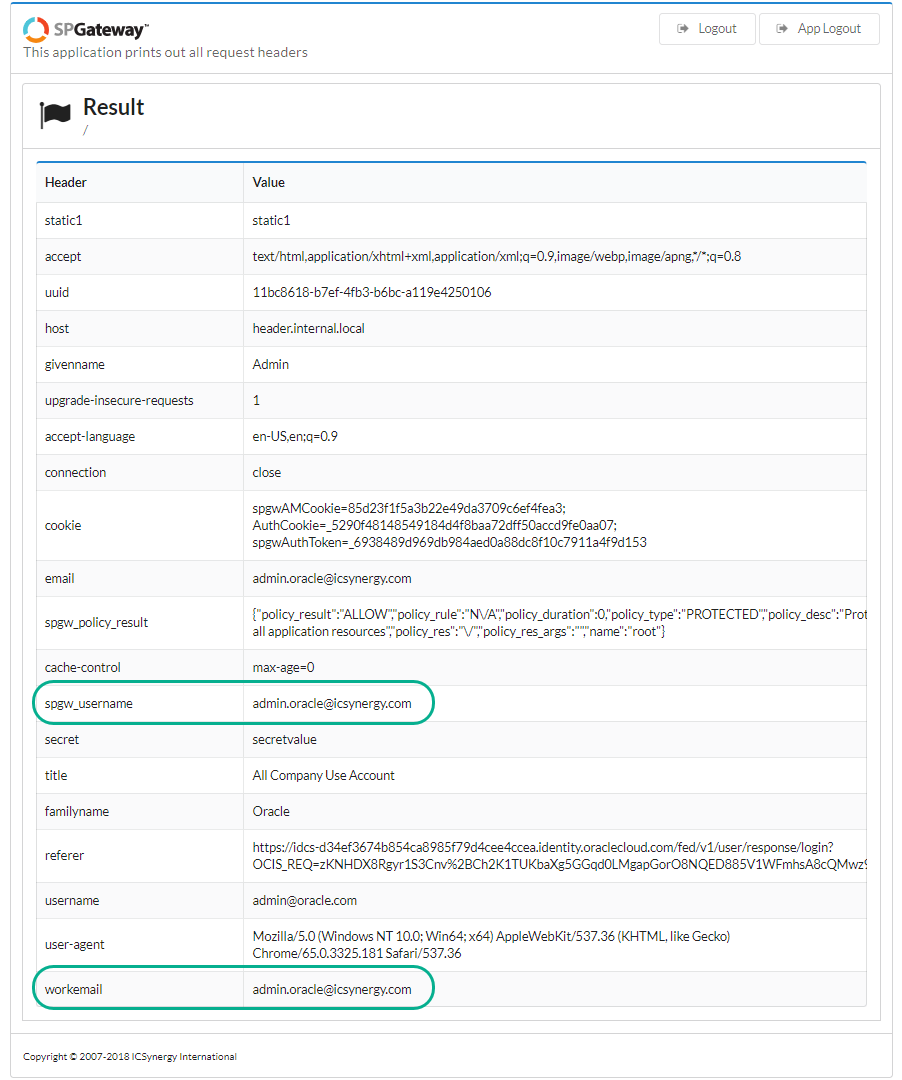 SPGateway™
Logout
App Logout
This application prints out all request headers
Result
/
Header Value
static1 static1
accept text/html,application/xhtml+xml,application/xml;q=0.9,image/webp,image/apng,*/*;q=0.8
uuid 11bc8618-b7ef-4fb3-b6bc-a119e4250106
host header.internal.local
givenname Admin
upgrade-insecure-requests 1
accept-language en-US,en;q=0.9
connection close
spgwAMCookie=85d23f1f5a3b22e49da3709c6ef4fea3;
cookie AuthCookie=_5290f48148549184d4f8baa72dff50accd9fe0aa07;
spgwAuthToken=_6938489d969db984aed0a88dc8f10c7911a4f9d153
email admin.oracle@icsynergy.com
spgw_policy_result {"policy_result":"ALLOW","policy_rule":"N\/A","policy_duration":0,"policy_type":"PROTECTED","policy_desc":"Prot
all application resources","policy_res":"\/","policy_res_args":"","name":"root"}
cache-control max-age=0
spgw_username admin.oracle@icsynergy.com
secret secretvalue
title All Company Use Account
familyname Oracle
referer https://idcs-d34ef3674b854ca8985f79d4cee4ccea.identity.oraclecloud.com/fed/v1/user/response/login?
OCIS_REQ=zKNHDX8Rgyr1S3Cnv%2BCh2K1TUKbaXg5GGqd0LMgapGorO8NQED885V1WFmhsA8cQMwz9
username admin@oracle.com
user-agent Mozilla/5.0 (Windows NT 10.0; Win64; x64) AppleWebKit/537.36 (KHTML, like Gecko)
Chrome/65.0.3325.181 Safari/537.36
workemail admin.oracle@icsynergy.com
Copyright © 2007-2018 ICSynergy International